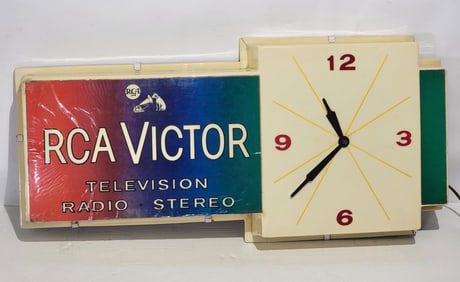 RCA
RCA VICTOR
TELEVISION
RADIO · STEREO
12
9 3
6